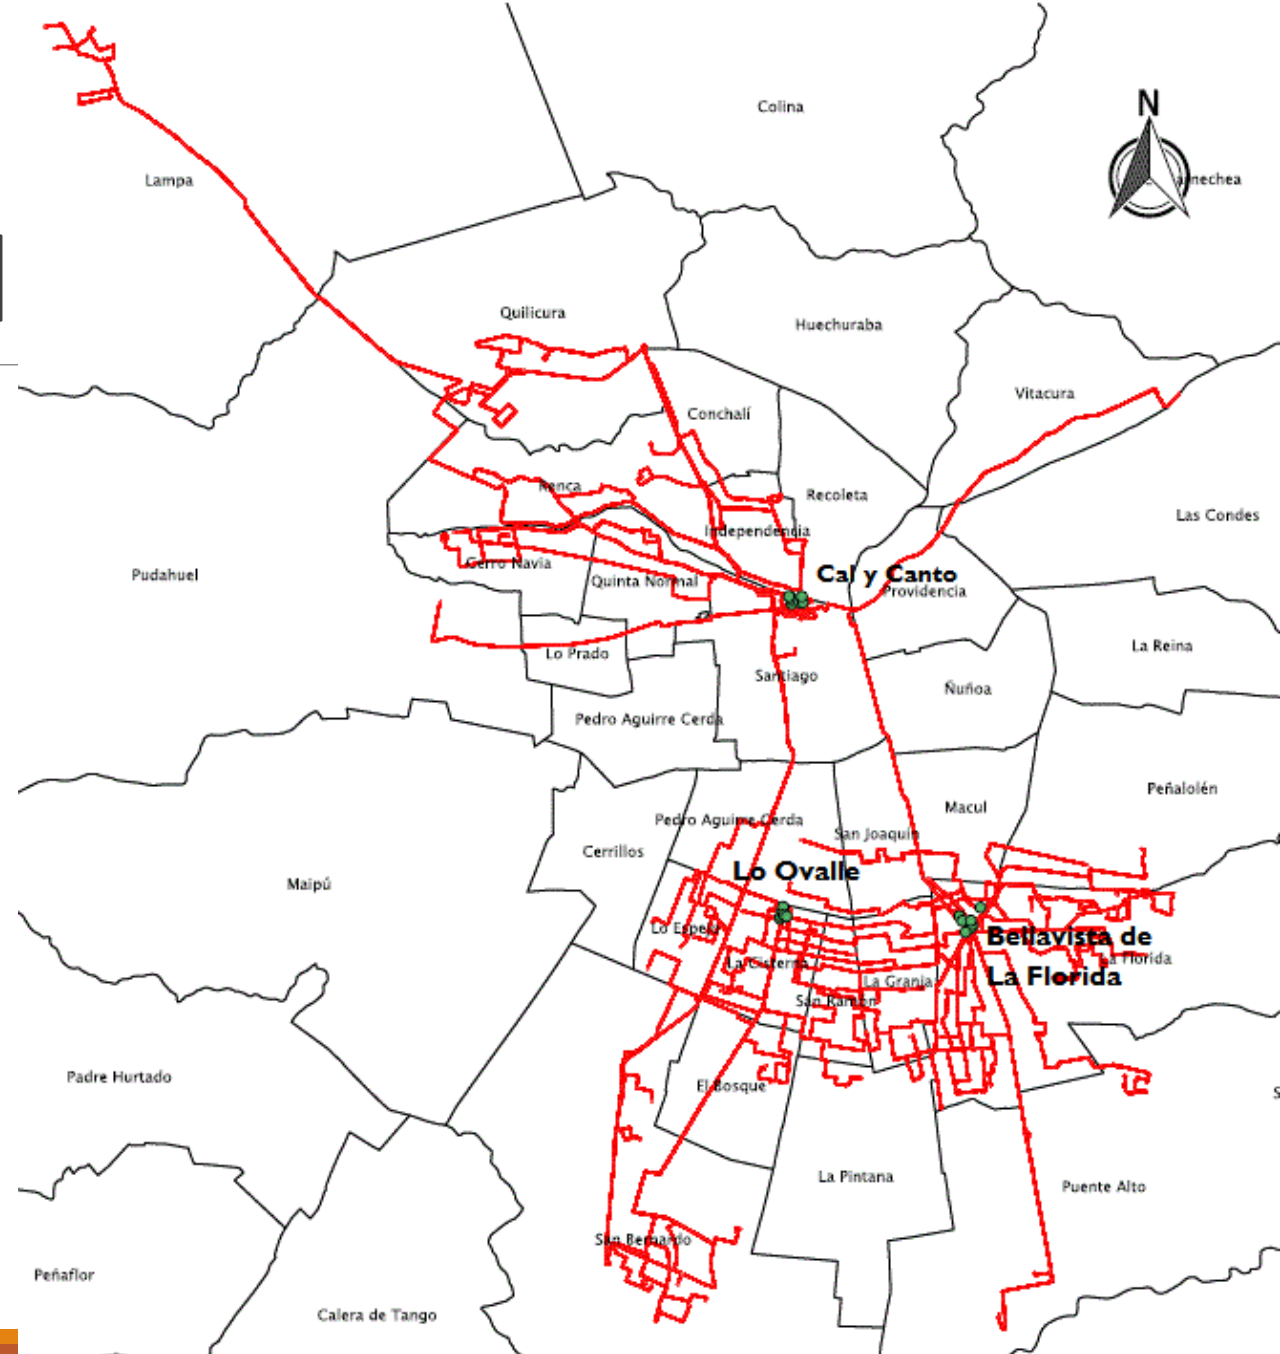 N
Colina
Lampa
Quilicura
Huechuraba
Vitacura
Conchalí
Renca
Recoleta
Las Condes
Independencia
Cerro Navia
Pudahuel
Quinta Normal
Cal y Canto
Providencia
Lo Prado
La Reina
Santiago
Ñuñoa
Pedro Aguirre Cerda
Peñalolén
Macul
Pedro Aguirre Cerda
San Joaquín
Cerrillos
Lo Ovalle
Maipú
Bellavista de
La Florida
La Cisterna
La Florida
La Granja
San Ramon
Padre Hurtado
El Bosque
La Pintana
Puente Alto
San Bernardo
Peñaflor
Calera de Tango